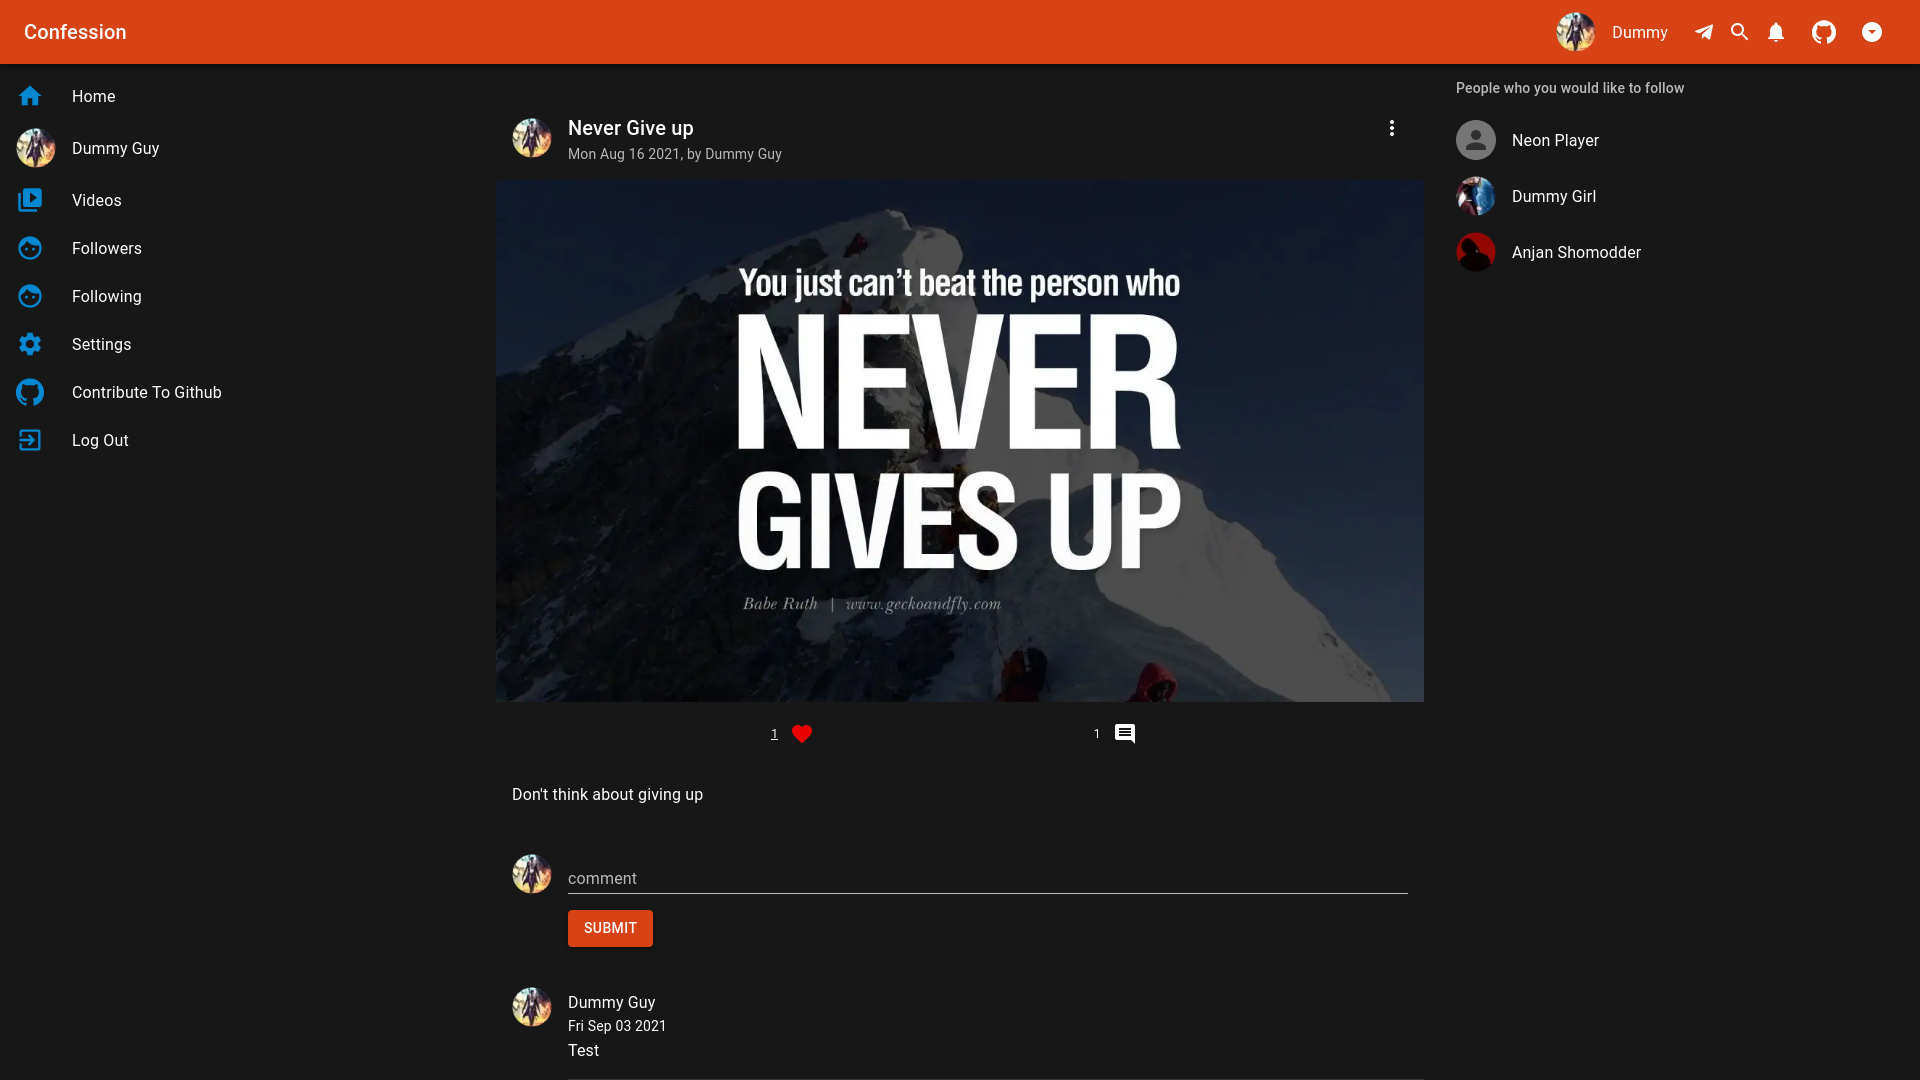 Confession
Dummy
Home
Dummy Guy
Videos
Followers
Following
Settings
Contribute To Github
Log Out
Never Give up
Mon Aug 16 2021, by Dummy Guy
You just can't beat the person who
NEVER
GIVES UP
Babe Ruth | www.geckoandfly.com
1
1
Don't think about giving up
comment
SUBMIT
Dummy Guy
Fri Sep 03 2021
Test
People who you would like to follow
Neon Player
Dummy Girl
Anjan Shomodder